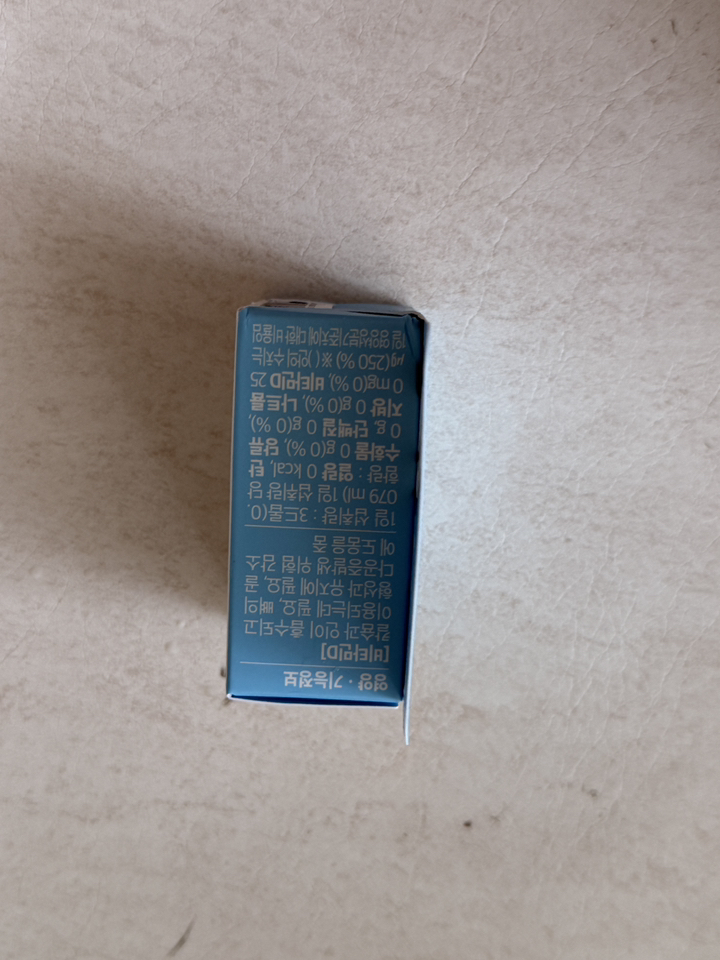 영양 · 기능정보
[비타민D]
칼슘과 인이 흡수되고
이용되는데 필요, 뼈의
형성과 유지에 필요, 골
다공증발생 위험 감소
에 도움을 줌
1일 섭취량 : 3드롭(0.
079 ml) 1일 섭취량 당
함량 : 열량 0 kcal, 탄
수화물 0 g(0 %), 당류
0 g, 단백질 0 g(0 %),
지방 0 g(0 %), 나트륨
0 mg(0 %), 비타민D 25
μg(250 %) ※ ( )안의 수치는
1일 영양성분기준치에 대한 비율임